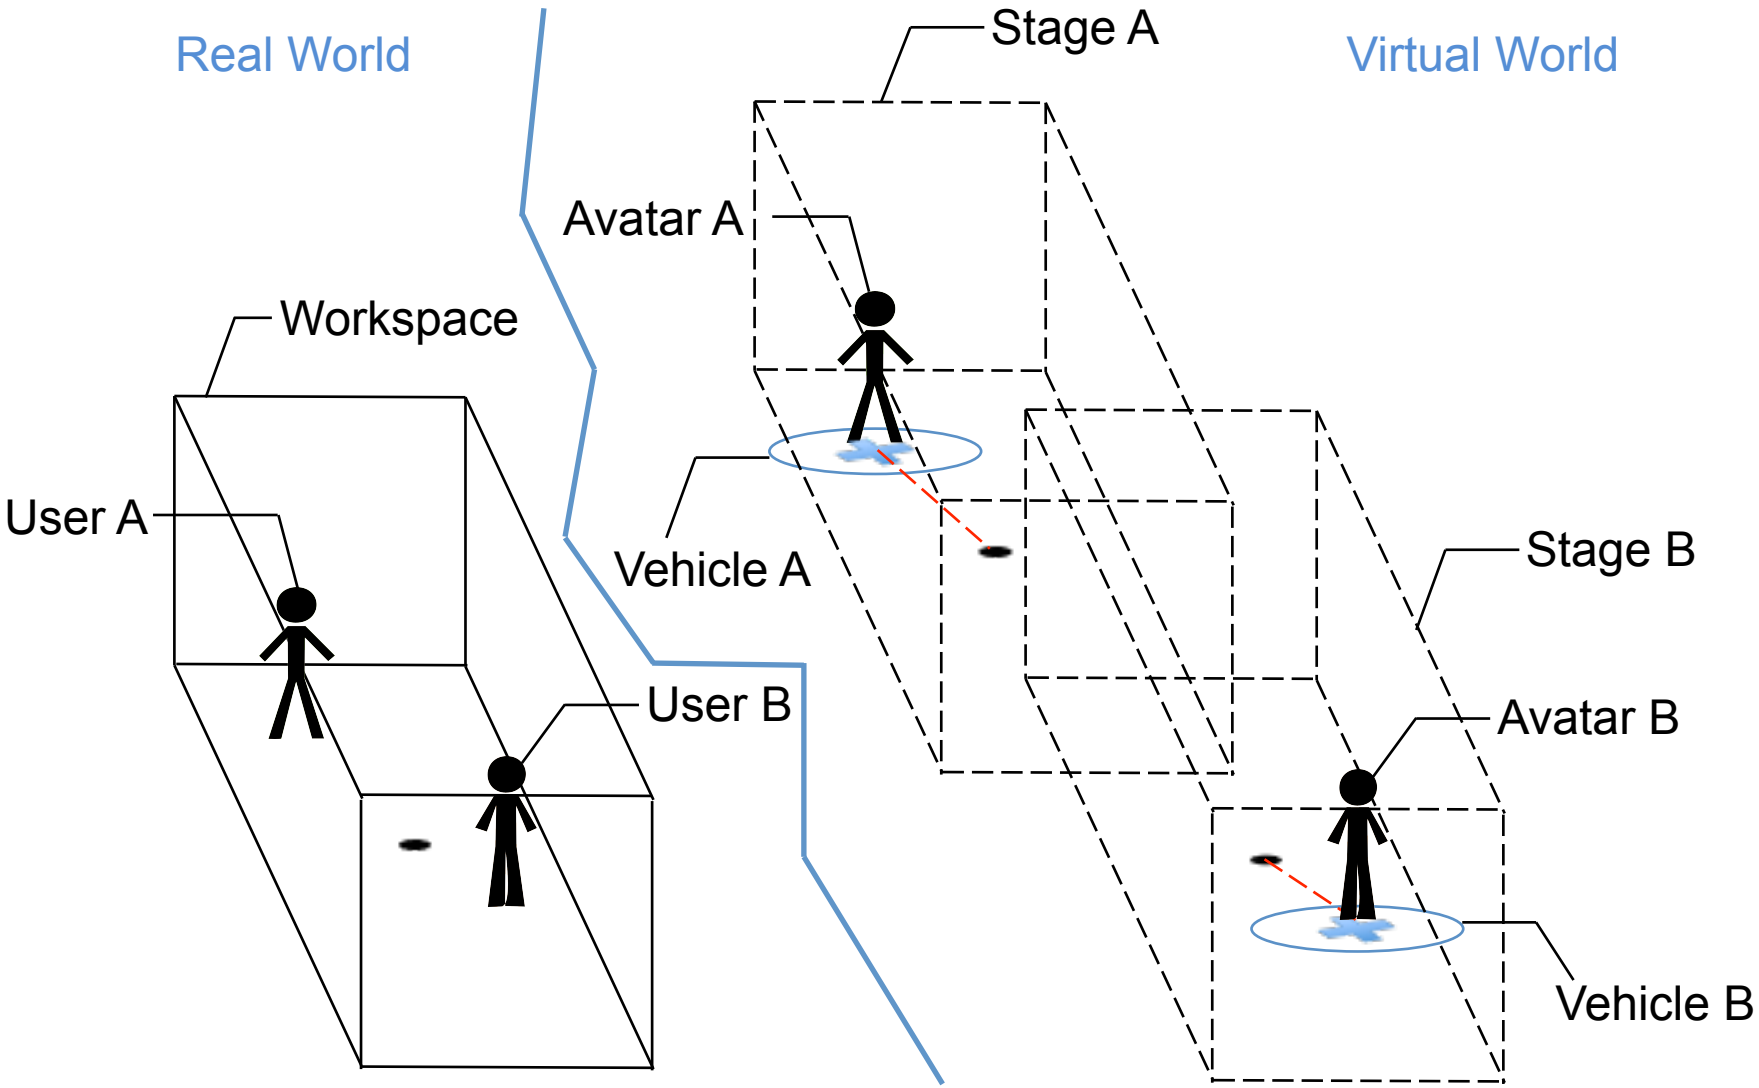 Real World
Stage A
Virtual World
Avatar A
Workspace
User A
Vehicle A
Stage B
User B
Avatar B
Vehicle B